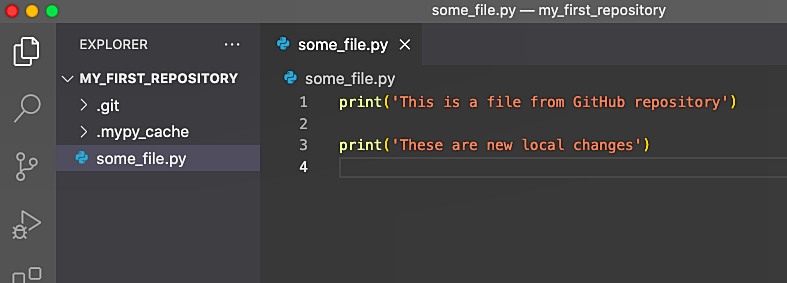 some_file.py — my_first_repository
EXPLORER ...
MY_FIRST_REPOSITORY
.git
.mypy_cache
some_file.py
some_file.py
some_file.py
1 print('This is a file from GitHub repository')
2
3 print('These are new local changes')
4